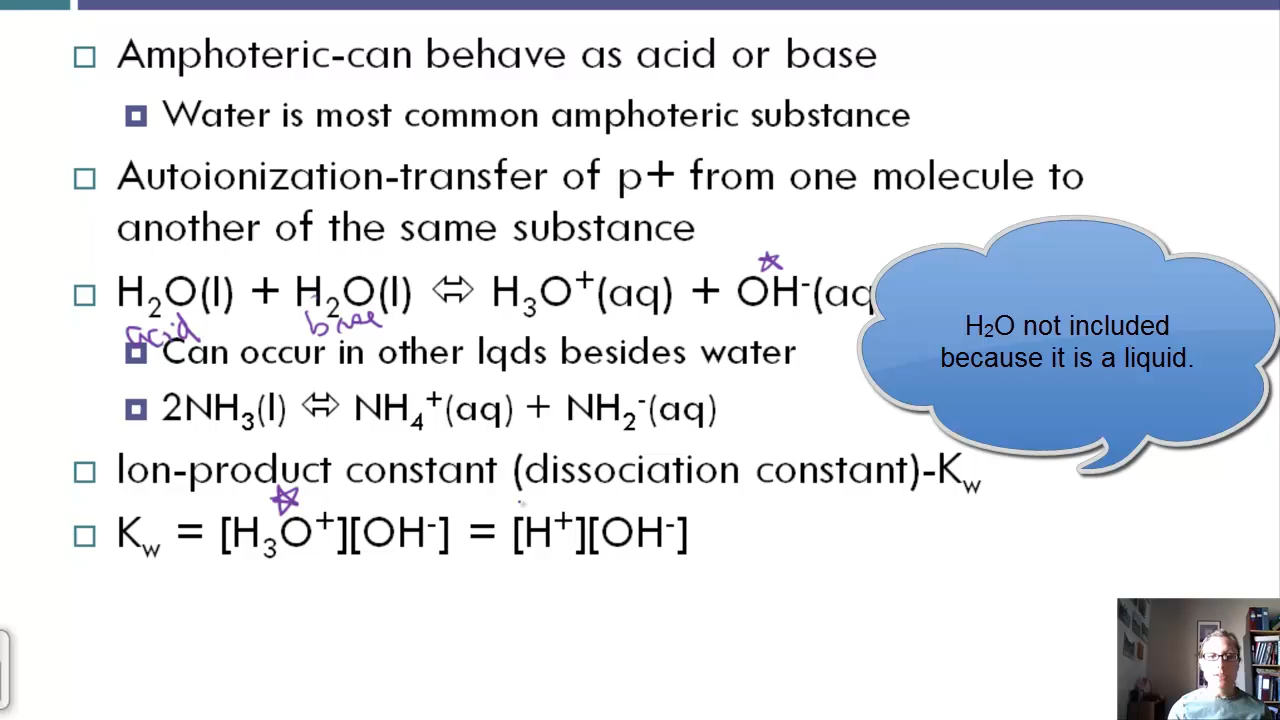 Amphoteric-can behave as acid or base
Water is most common amphoteric substance
Autoionization-transfer of p+ from one molecule to
another of the same substance
H₂O(l) + H₂O(l) ⇔ H₃O⁺(aq) + OH⁻(aq
acid base
Can occur in other lqds besides water
2NH₃(l) ⇔ NH₄⁺(aq) + NH₂⁻(aq)
Ion-product constant (dissociation constant)-K𝓌
K𝓌 = [H₃O⁺][OH⁻] = [H⁺][OH⁻]
H₂O not included
because it is a liquid.